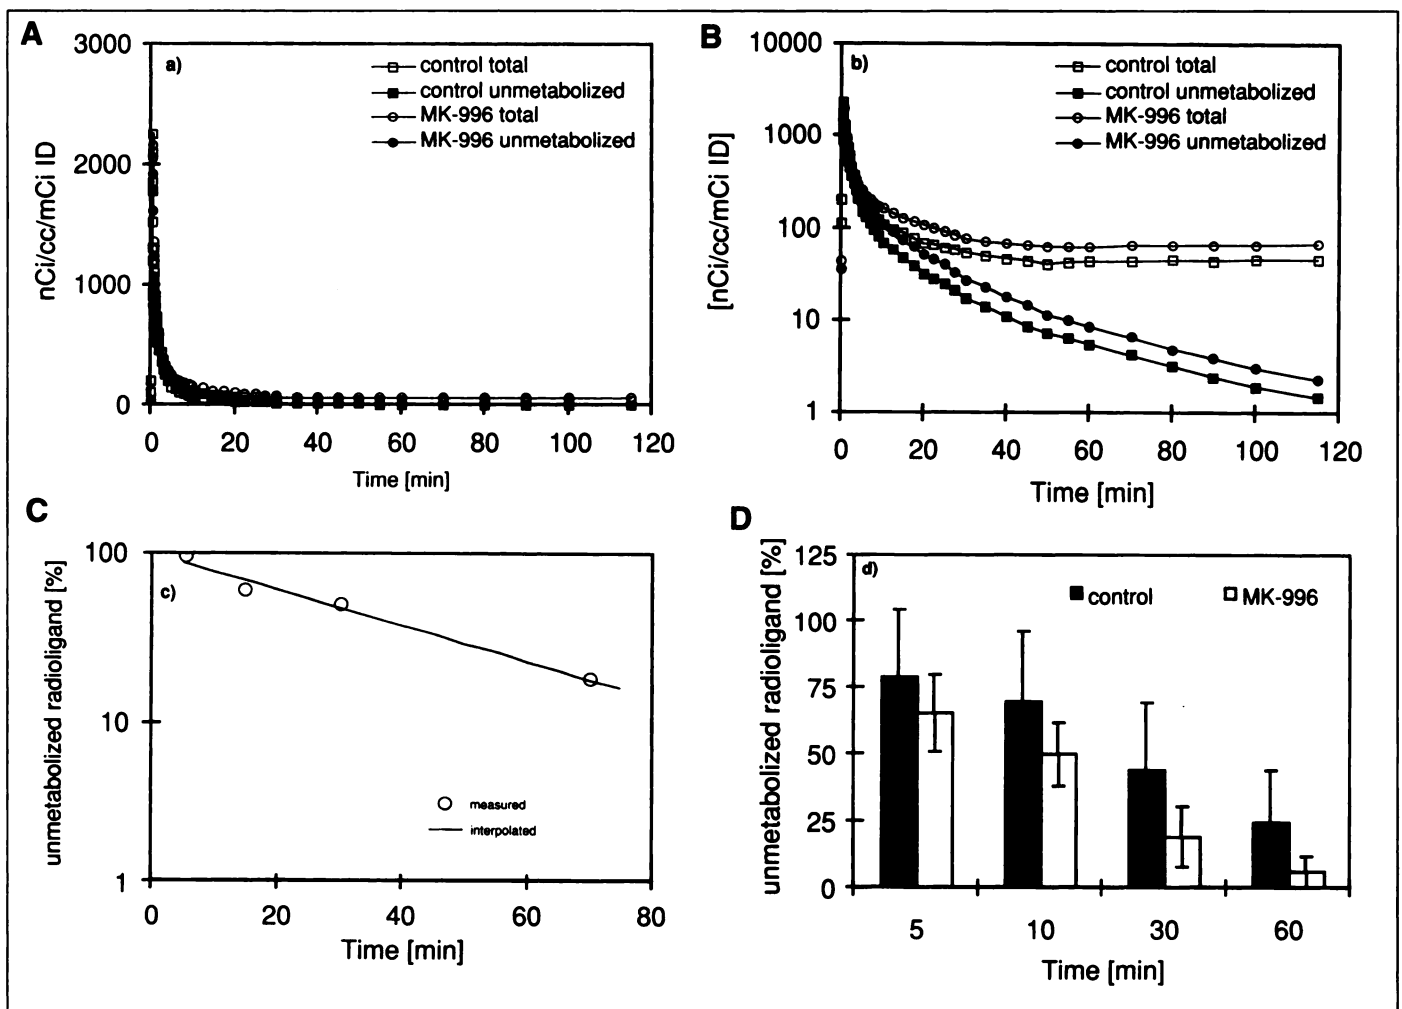 A
3000
2000
1000
0
nCi/cc/mCi ID
a)
control total
control unmetabolized
MK-996 total
MK-996 unmetabolized
0 20 40 60 80 100 120
Time [min]
B
10000
1000
100
10
1
[nCi/cc/mCi ID]
b)
control total
control unmetabolized
MK-996 total
MK-996 unmetabolized
0 20 40 60 80 100 120
Time [min]
C
100
10
1
unmetabolized radioligand [%]
c)
measured
interpolated
0 20 40 60 80
Time [min]
D
125
100
75
50
25
0
unmetabolized radioligand [%]
d)
control MK-996
5 10 30 60
Time [min]